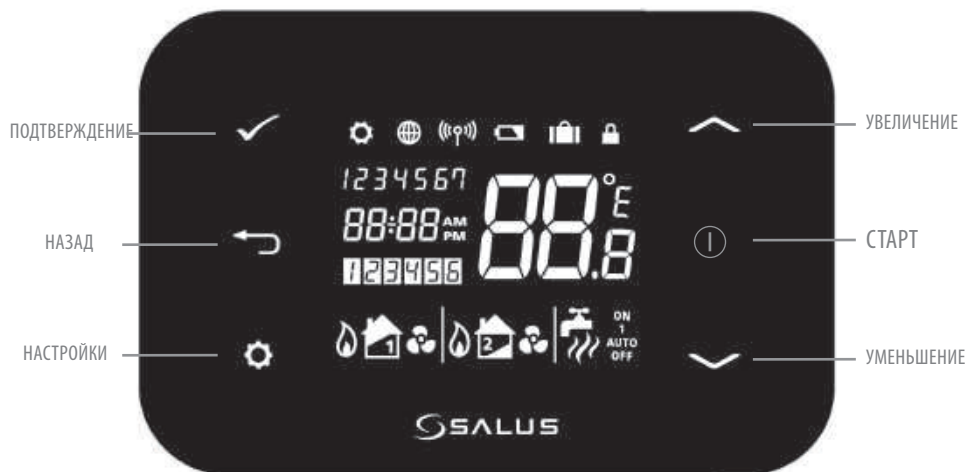 ПОДТВЕРЖДЕНИЕ
УВЕЛИЧЕНИЕ
1234567
88:88 AM PM
88.8°E
НАЗАД
СТАРТ
123456
НАСТРОЙКИ
1
2
ON
1
AUTO
OFF
УМЕНЬШЕНИЕ
SALUS